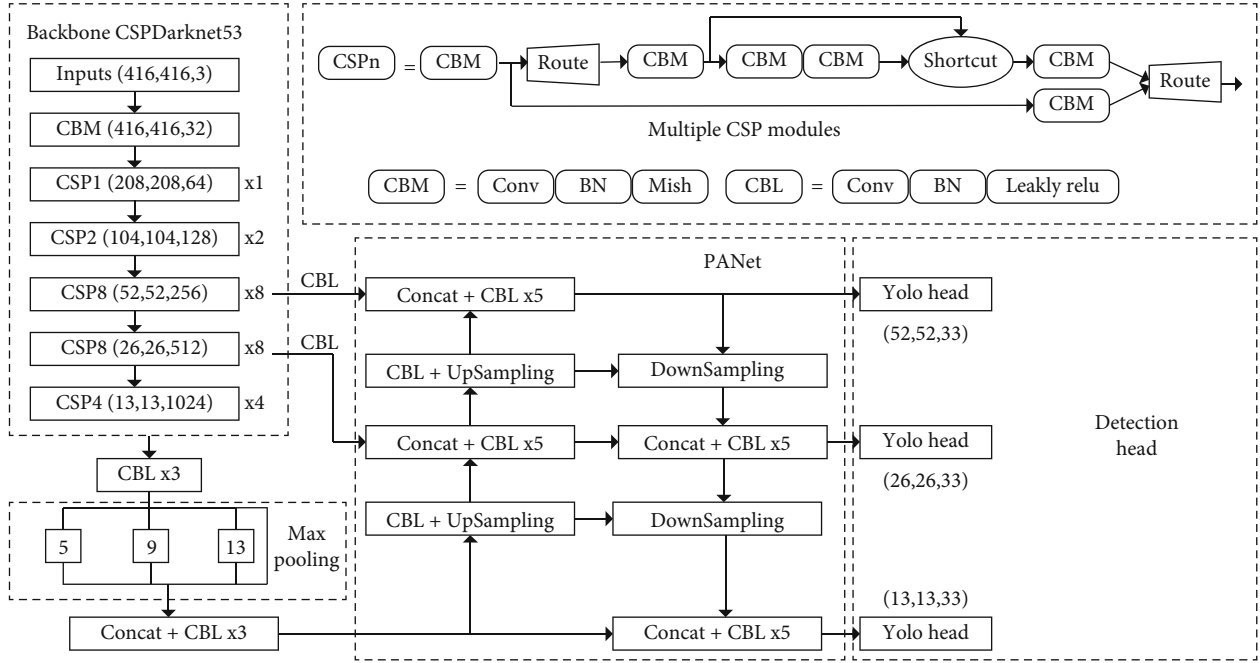 Backbone CSPDarknet53
Inputs (416,416,3)
CBM (416,416,32)
CSP1 (208,208,64) x1
CSP2 (104,104,128) x2
CSP8 (52,52,256) x8
CSP8 (26,26,512) x8
CSP4 (13,13,1024) x4
CBL x3
5 9 13
Max
pooling
Concat + CBL x3
CSPn = CBM Route CBM CBM CBM Shortcut CBM
CBM
Route
Multiple CSP modules
CBM = Conv BN Mish CBL = Conv BN Leakly relu
PANet
CBL
CBL
Concat + CBL x5
CBL + UpSampling DownSampling
Concat + CBL x5 Concat + CBL x5
CBL + UpSampling DownSampling
Concat + CBL x5
Yolo head
(52,52,33)
Yolo head
(26,26,33)
(13,13,33)
Yolo head
Detection
head